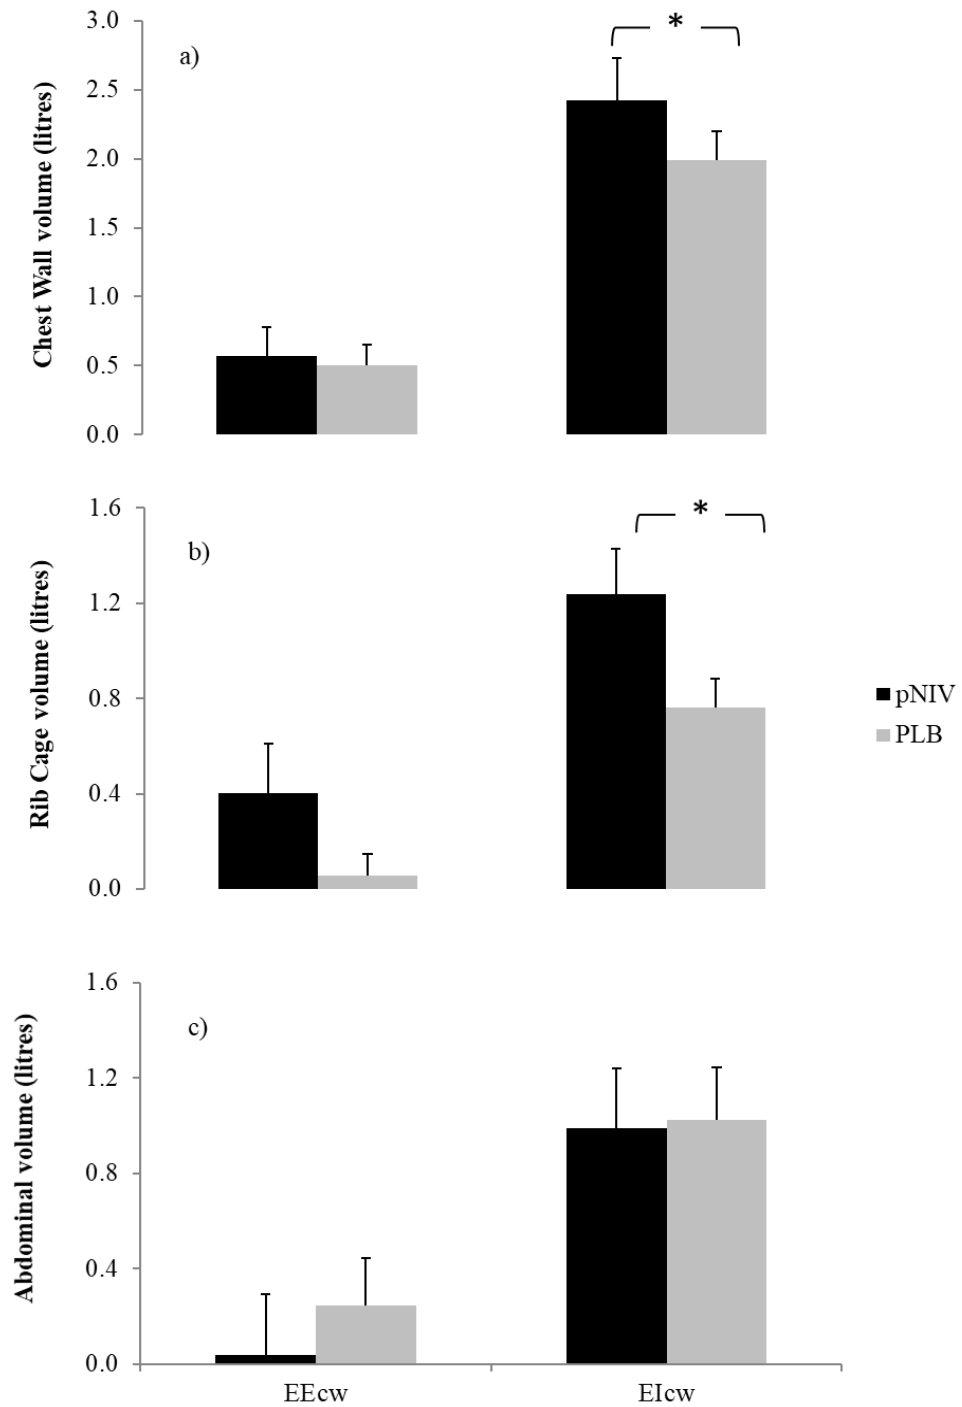 3.0
*
a)
2.5
2.0
1.5
1.0
0.5
0.0
Chest Wall volume (litres)
1.6
*
b)
1.2
0.8
0.4
0.0
Rib Cage volume (litres)
pNIV
PLB
1.6
c)
1.2
0.8
0.4
0.0
Abdominal volume (litres)
EEcw
EIcw